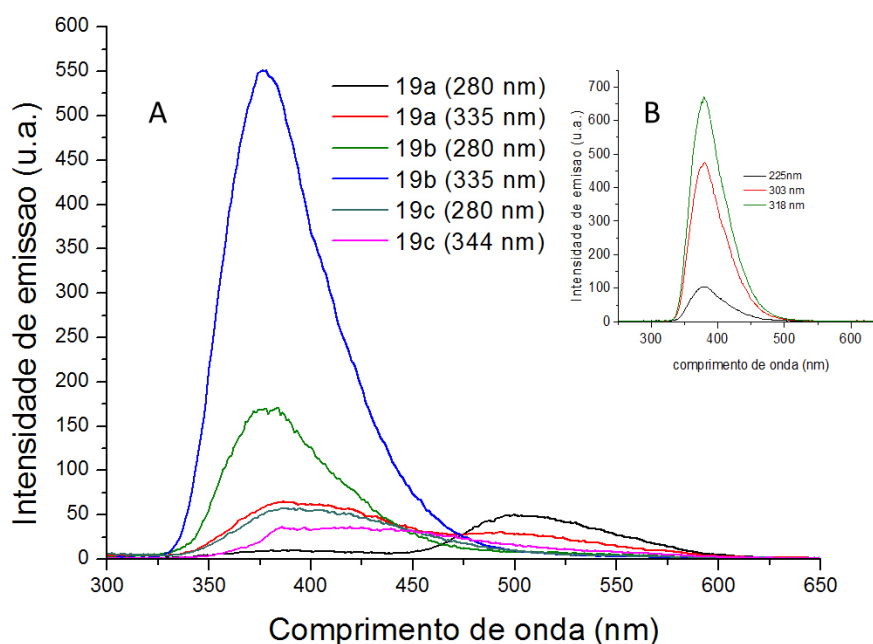 600
550
500
450
400
350
300
250
200
150
100
50
0
300
350
400
450
500
550
600
650
Intensidade de emissao (u.a.)
Comprimento de onda (nm)
A
19a (280 nm)
19a (335 nm)
19b (280 nm)
19b (335 nm)
19c (280 nm)
19c (344 nm)
B
700
600
500
400
300
200
100
0
300
400
500
600
Intensidade de emisao (u.a.)
comprimento de onda (nm)
225nm
303 nm
318 nm